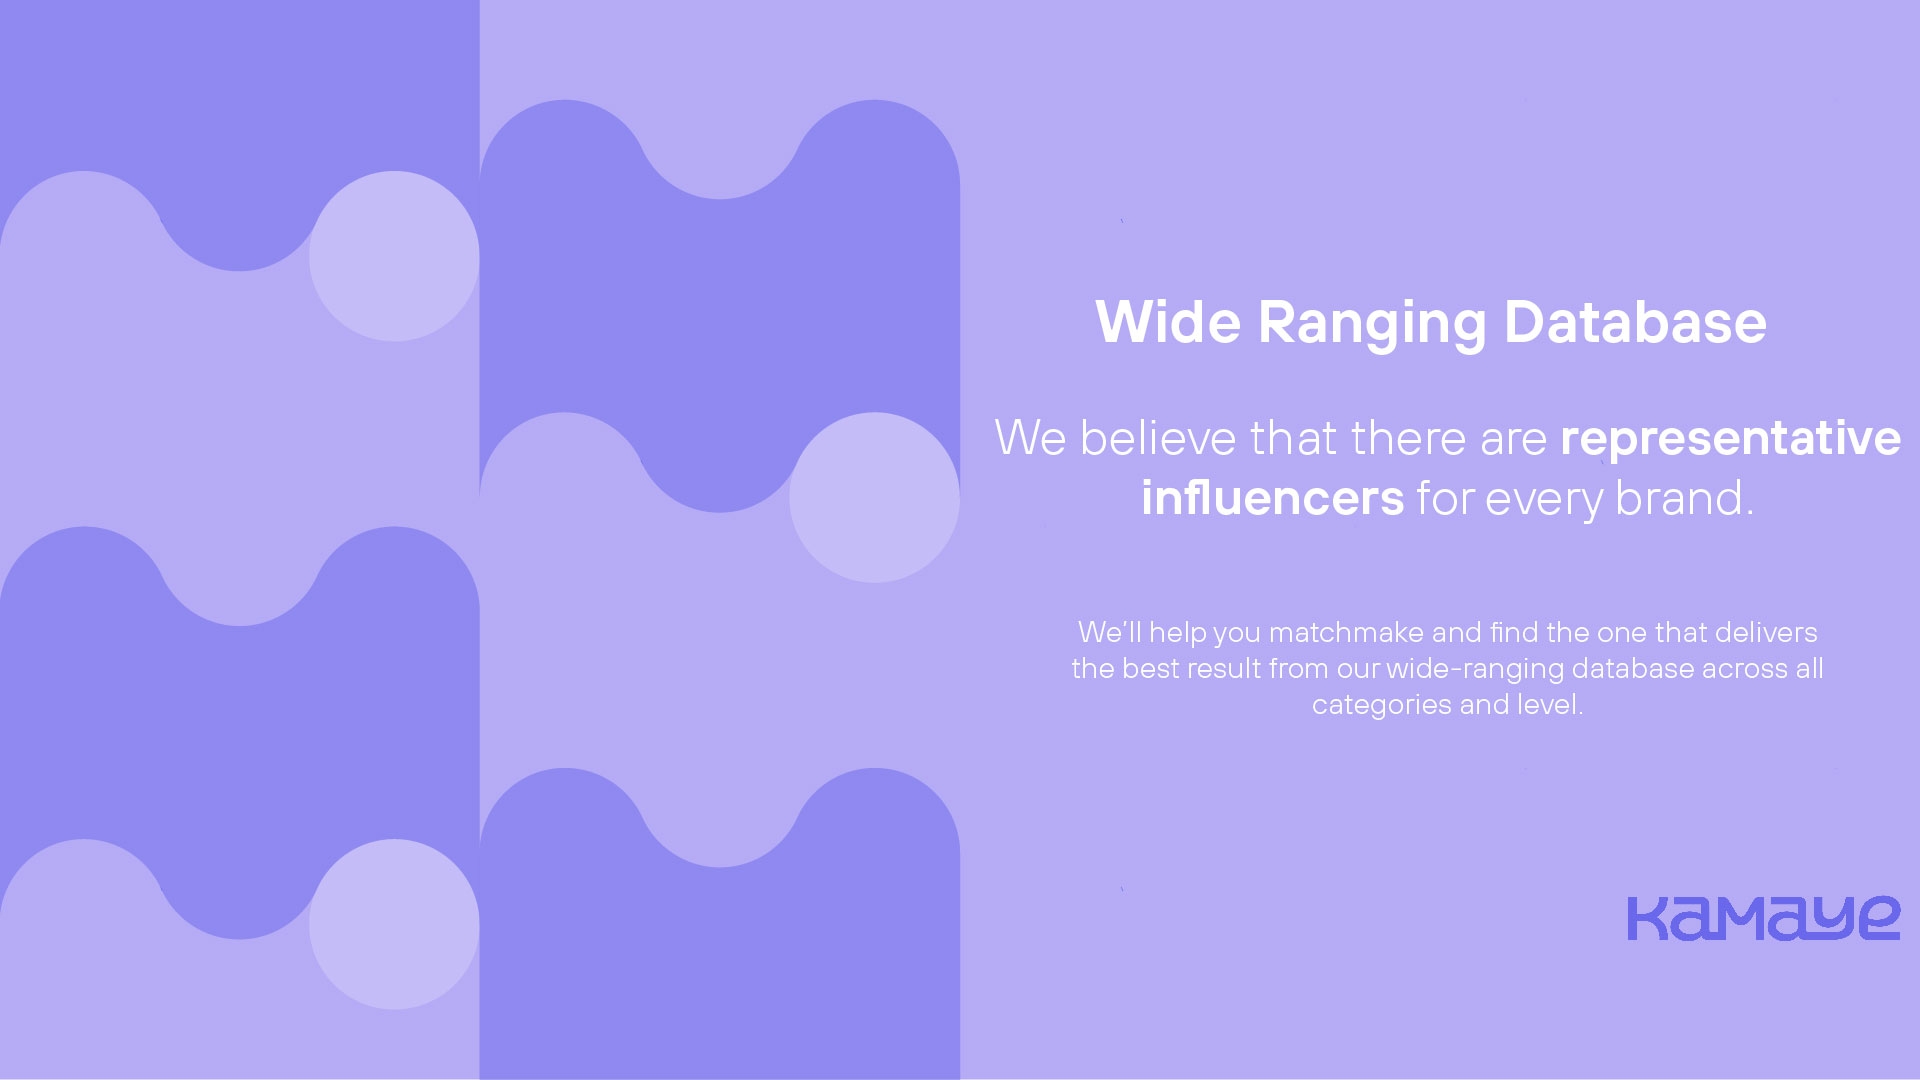 Wide Ranging Database
We believe that there are representative
influencers for every brand.
We'll help you matchmake and find the one that delivers
the best result from our wide-ranging database across all
categories and level.
Kamaye